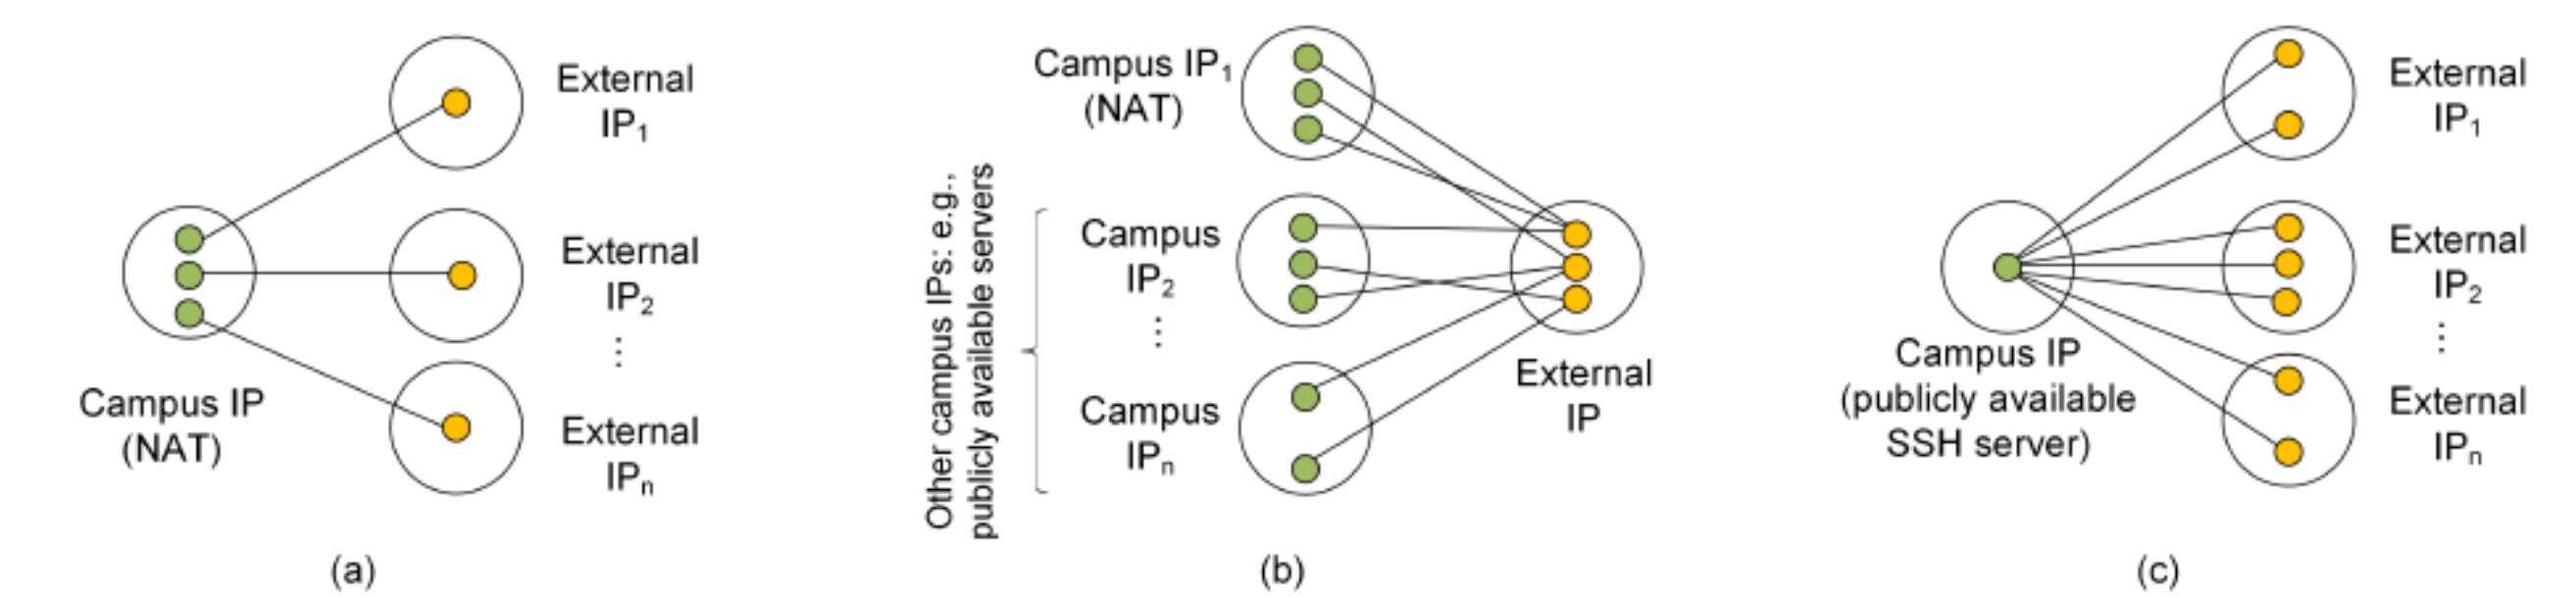 External
IP1
External
IP2
⋮
External
IPn
Campus IP
(NAT)
(a)
Campus IP1
(NAT)
Other campus IPs: e.g.,
publicly available servers
Campus
IP2
⋮
Campus
IPn
External
IP
(b)
External
IP1
External
IP2
⋮
External
IPn
Campus IP
(publicly available
SSH server)
(c)